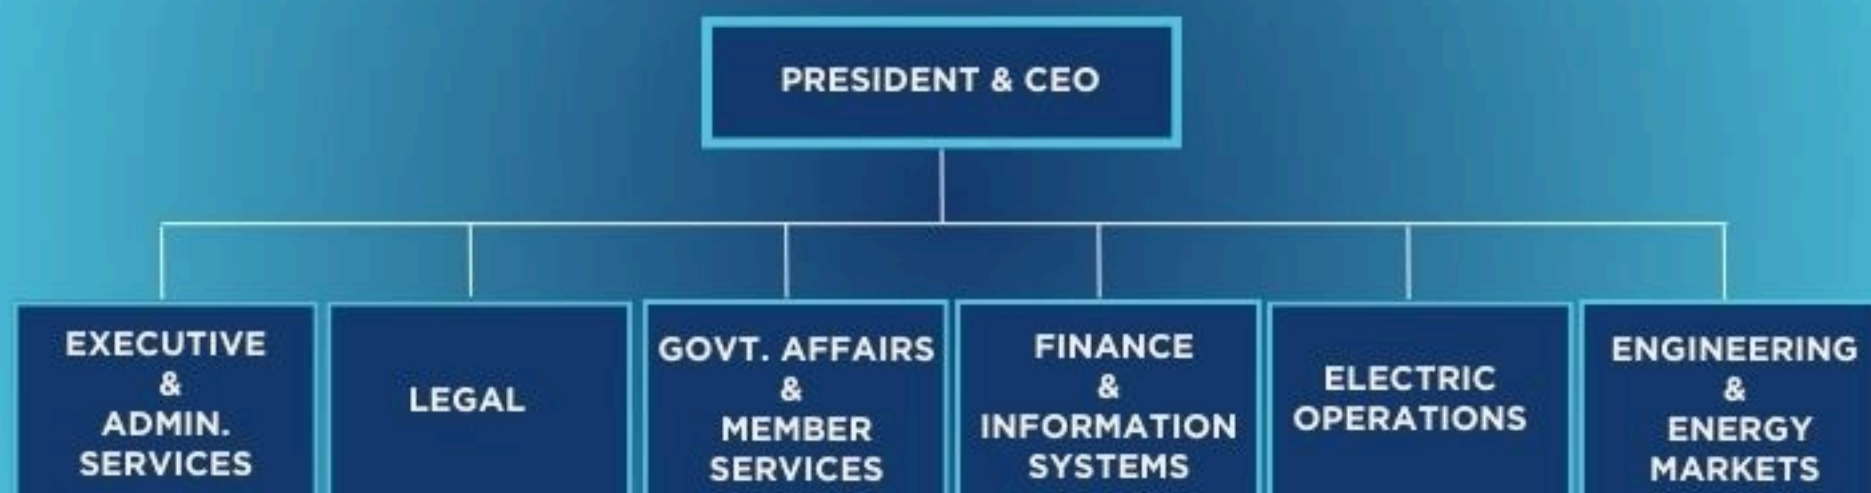 PRESIDENT & CEO
EXECUTIVE
&
ADMIN.
SERVICES
LEGAL
GOVT. AFFAIRS
&
MEMBER
SERVICES
FINANCE
&
INFORMATION
SYSTEMS
ELECTRIC
OPERATIONS
ENGINEERING
&
ENERGY
MARKETS